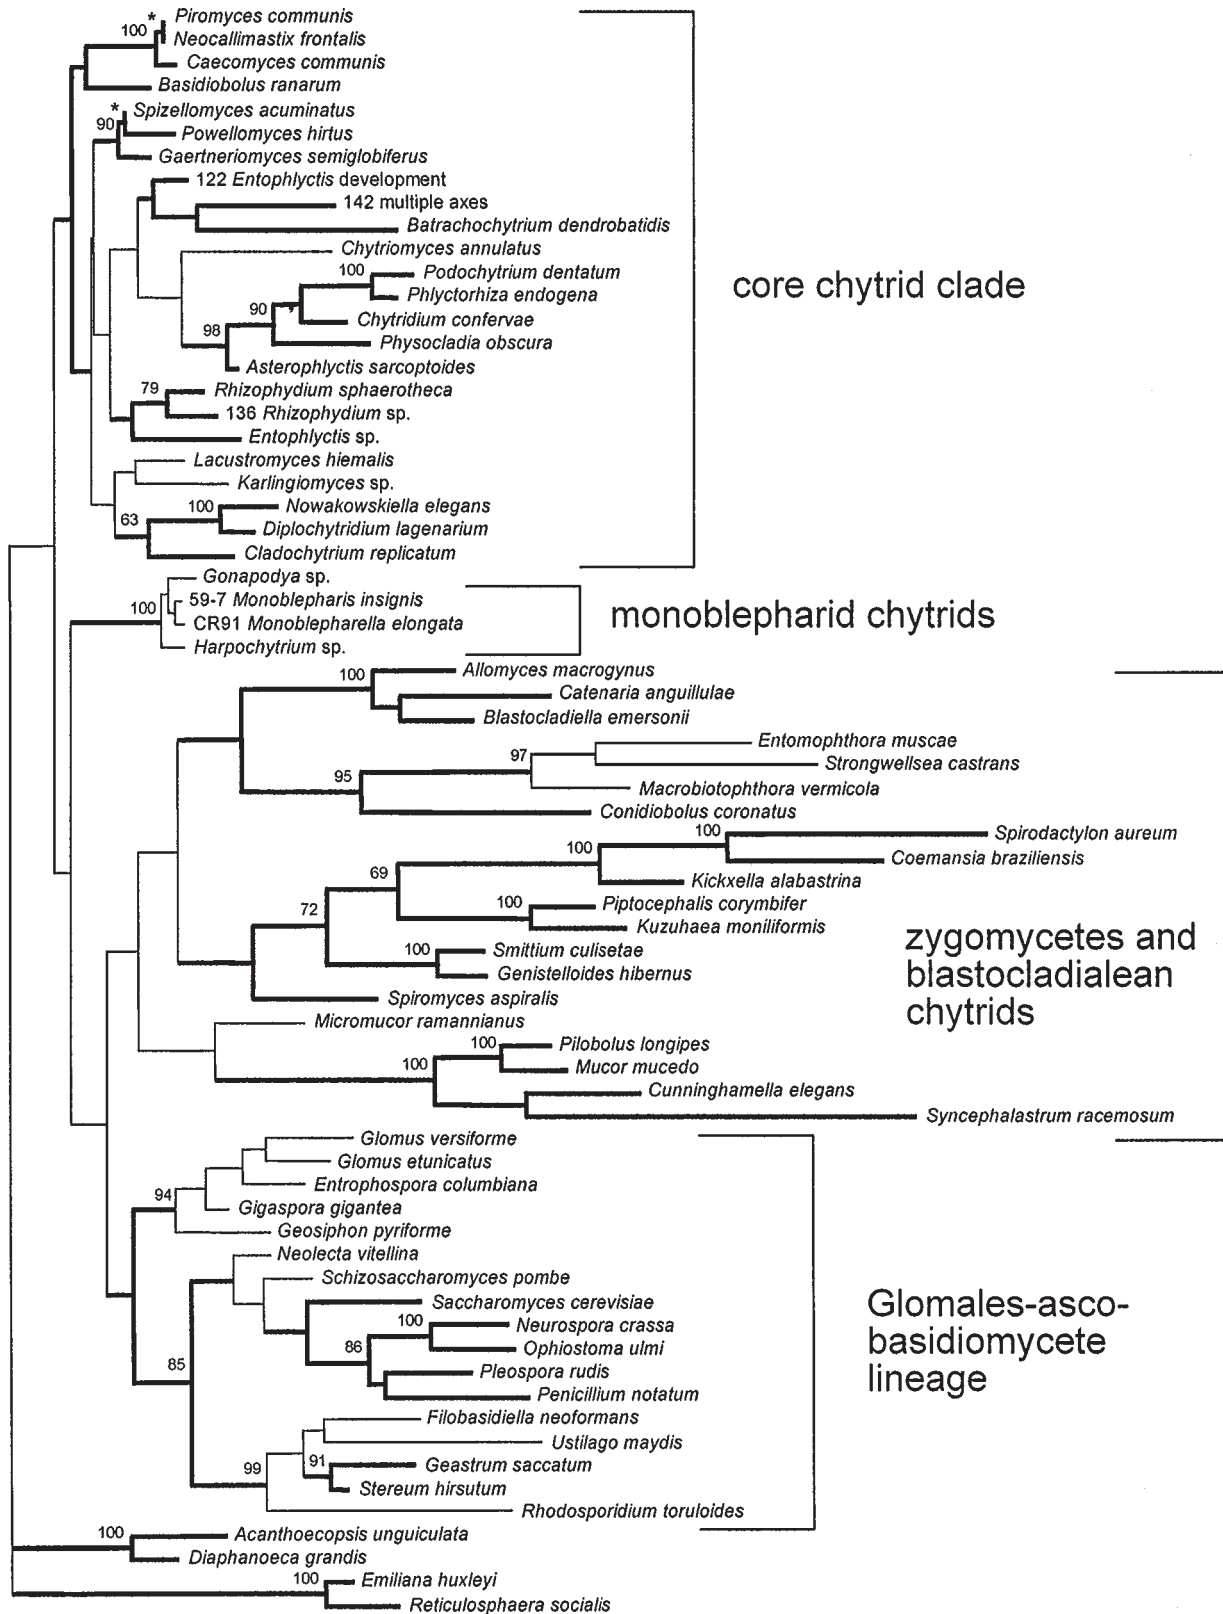 * Piromyces communis
100
Neocallimastix frontalis
Caecomyces communis
Basidiobolus ranarum
* Spizellomyces acuminatus
90
Powellomyces hirtus
Gaertneriomyces semiglobiferus
122 Entophlyctis development
142 multiple axes
Batrachochytrium dendrobatidis
Chytriomyces annulatus
core chytrid clade
100 Podochytrium dentatum
Phlyctorhiza endogena
90
Chytridium confervae
98
Physocladia obscura
Asterophlyctis sarcoptoides
79 Rhizophydium sphaerotheca
136 Rhizophydium sp.
Entophlyctis sp.
Lacustromyces hiemalis
Karlingiomyces sp.
100 Nowakowskiella elegans
63
Diplochytridium lagenarium
Cladochytrium replicatum
Gonapodya sp.
59-7 Monoblepharis insignis
100
monoblepharid chytrids
CR91 Monoblepharella elongata
Harpochytrium sp.
100 Allomyces macrogynus
Catenaria anguillulae
Blastocladiella emersonii
Entomophthora muscae
97
Strongwellsea castrans
95
Macrobiotophthora vermicola
Conidiobolus coronatus
100 Spirodactylon aureum
100
Coemansia braziliensis
69
Kickxella alabastrina
100 Piptocephalis corymbifer
72
Kuzuhaea moniliformis
100 Smittium culisetae
Genistelloides hibernus
zygomycetes and
blastocladialean
chytrids
Spiromyces aspiralis
Micromucor ramannianus
100 Pilobolus longipes
100
Mucor mucedo
Cunninghamella elegans
Syncephalastrum racemosum
Glomus versiforme
Glomus etunicatus
Entrophospora columbiana
94
Gigaspora gigantea
Geosiphon pyriforme
Neolecta vitellina
Schizosaccharomyces pombe
Saccharomyces cerevisiae
Glomales-asco-
basidiomycete
lineage
100 Neurospora crassa
86
Ophiostoma ulmi
85
Pleospora rudis
Penicillium notatum
Filobasidiella neoformans
Ustilago maydis
91
99
Geastrum saccatum
Stereum hirsutum
Rhodosporidium toruloides
100 Acanthoecopsis unguiculata
Diaphanoeca grandis
100 Emiliana huxleyi
Reticulosphaera socialis